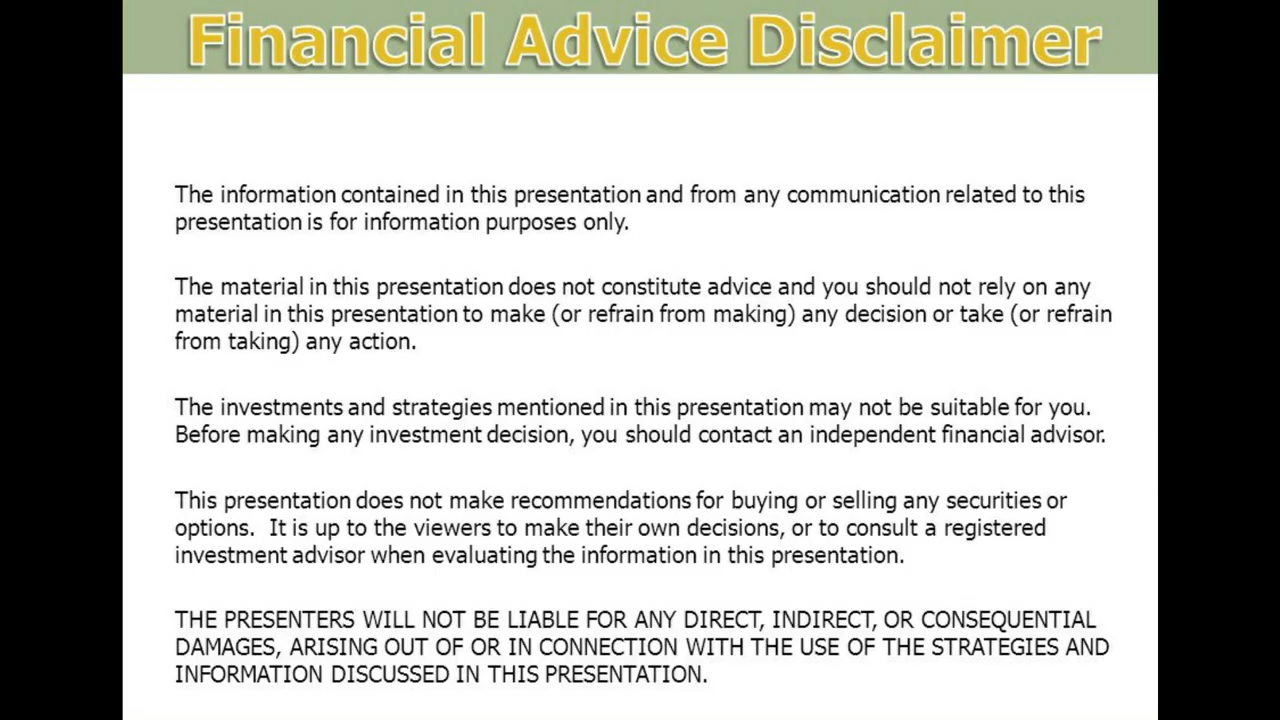 Financial Advice Disclaimer
The information contained in this presentation and from any communication related to this
presentation is for information purposes only.
The material in this presentation does not constitute advice and you should not rely on any
material in this presentation to make (or refrain from making) any decision or take (or refrain
from taking) any action.
The investments and strategies mentioned in this presentation may not be suitable for you.
Before making any investment decision, you should contact an independent financial advisor.
This presentation does not make recommendations for buying or selling any securities or
options.  It is up to the viewers to make their own decisions, or to consult a registered
investment advisor when evaluating the information in this presentation.
THE PRESENTERS WILL NOT BE LIABLE FOR ANY DIRECT, INDIRECT, OR CONSEQUENTIAL
DAMAGES, ARISING OUT OF OR IN CONNECTION WITH THE USE OF THE STRATEGIES AND
INFORMATION DISCUSSED IN THIS PRESENTATION.